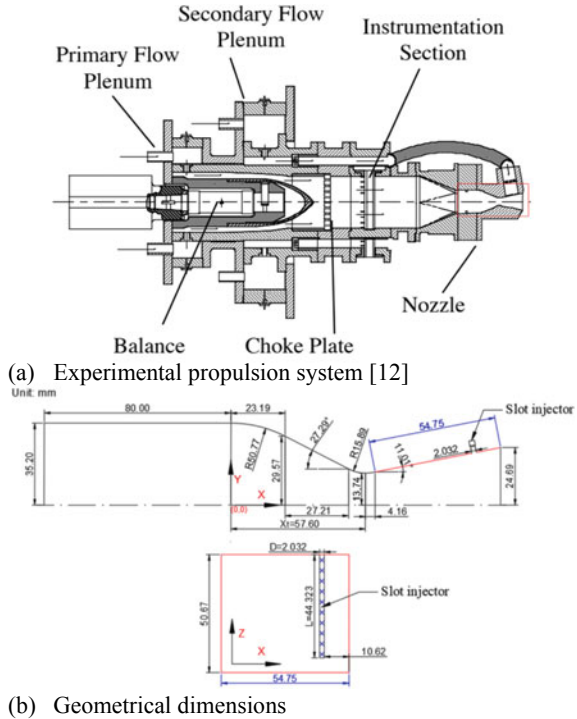 Secondary Flow
Plenum
Instrumentation
Section
Primary Flow
Plenum
Nozzle
Balance
Choke Plate
(a) Experimental propulsion system [12]
Unit: mm
80.00
23.19
Slot injector
54.75
35.20
R60.77
29.57
27.29°
R15.89
13.74
11.01°
2.032
24.69
Y
X
(0,0)
27.21
4.16
Xt=57.60
D=2.032
50.67
L=44.323
Slot injector
Z
X
10.62
54.75
(b) Geometrical dimensions